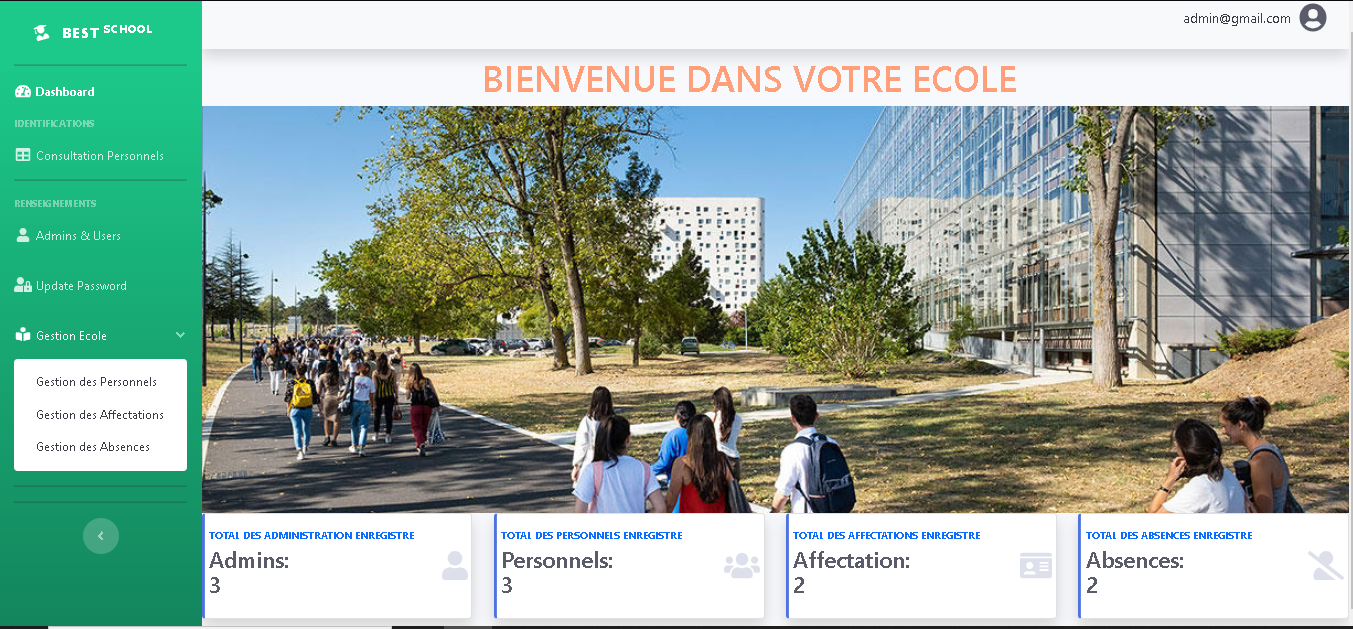 BEST SCHOOL
Dashboard
IDENTIFICATIONS
Consultation Personnels
RENSEIGNEMENTS
Admins & Users
Update Password
Gestion Ecole
Gestion des Personnels
Gestion des Affectations
Gestion des Absences
admin@gmail.com
BIENVENUE DANS VOTRE ECOLE
TOTAL DES ADMINISTRATION ENREGISTRE
Admins:
3
TOTAL DES PERSONNELS ENREGISTRE
Personnels:
3
TOTAL DES AFFECTATIONS ENREGISTRE
Affectation:
2
TOTAL DES ABSENCES ENREGISTRE
Absences:
2